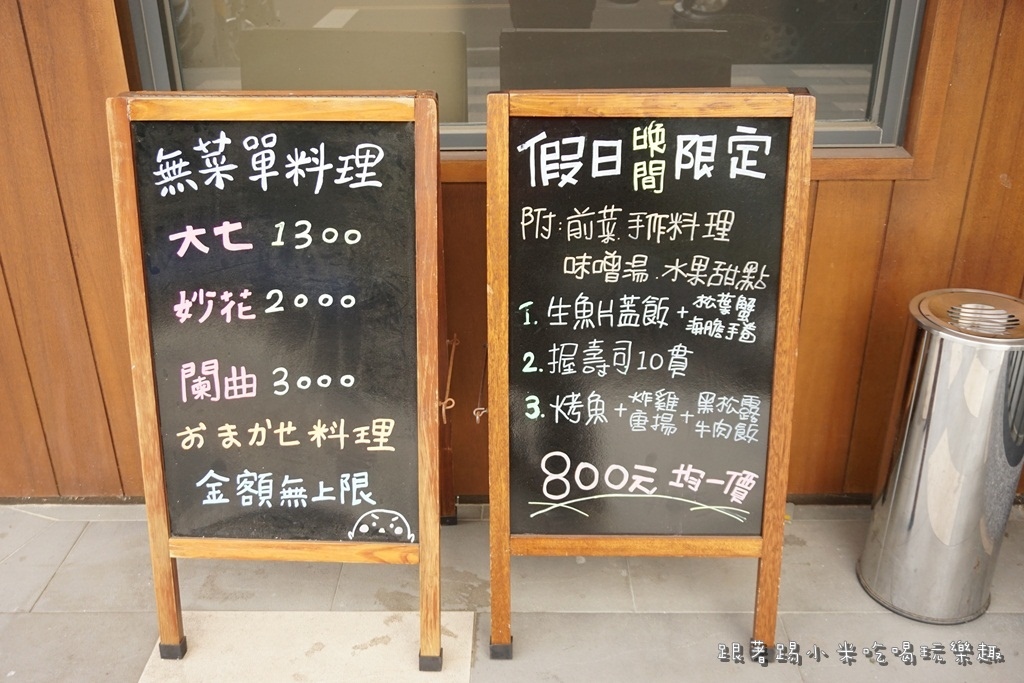 無菜單料理
大七 1300
妙花 2000
闌曲 3000
おまかせ料理
金額無上限
假日晚間限定
附:前菜.手作料理
味噌湯.水果甜點
1.生魚片蓋飯+松葉蟹海膽手卷
2.握壽司10貫
3.烤魚+炸雞唐揚+黑松露牛肉飯
800元均一價
跟著踢小米吃喝玩樂趣